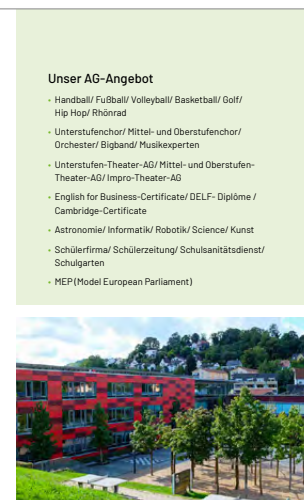 Unser AG-Angebot
• Handball/ Fußball/ Volleyball/ Basketball/ Golf/
Hip Hop/ Rhönrad
• Unterstufenchor/ Mittel- und Oberstufenchor/
Orchester/ Bigband/ Musikexperten
• Unterstufen-Theater-AG/ Mittel- und Oberstufen-
Theater-AG/ Impro-Theater-AG
• English for Business-Certificate/ DELF- Diplôme /
Cambridge-Certificate
• Astronomie/ Informatik/ Robotik/ Science/ Kunst
• Schülerfirma/ Schülerzeitung/ Schulsanitätsdienst/
Schulgarten
• MEP (Model European Parliament)